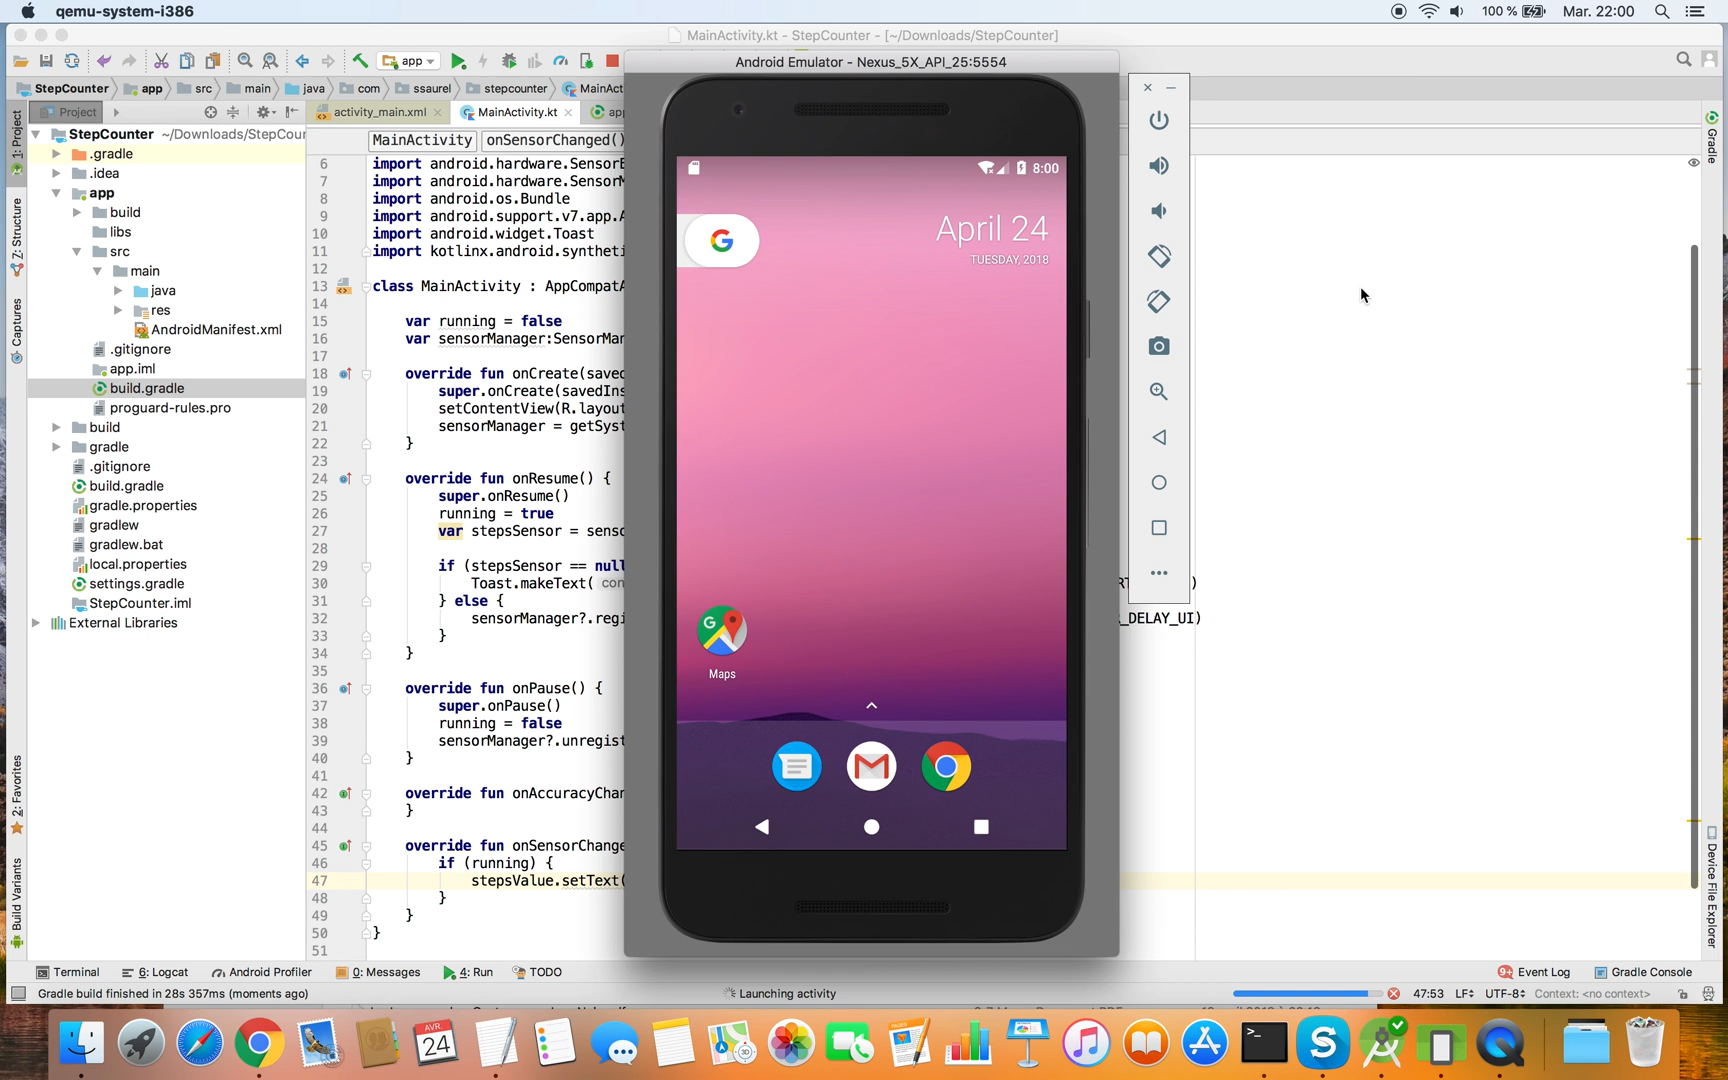 qemu-system-i386
100 %
Mar. 22:00
MainActivity.kt - StepCounter - [~/Downloads/StepCounter]
app
Android Emulator - Nexus_5X_API_25:5554
StepCounter
app
src
main
java
com
ssaurel
stepcounter
MainAct
Project
activity_main.xml
MainActivity.kt
app
MainActivity
onSensorChanged()
1: Project
Z: Structure
Captures
2: Favorites
Build Variants
Gradle
Device File Explorer
StepCounter ~/Downloads/StepCour
.gradle
.idea
app
build
libs
src
main
java
res
AndroidManifest.xml
.gitignore
app.iml
build.gradle
proguard-rules.pro
build
gradle
.gitignore
build.gradle
gradle.properties
gradlew
gradlew.bat
local.properties
settings.gradle
StepCounter.iml
External Libraries
6 import android.hardware.SensorE
7 import android.hardware.SensorM
8 import android.os.Bundle
9 import android.support.v7.app.A
10 import android.widget.Toast
11 import kotlinx.android.syntheti
12
13 class MainActivity : AppCompatA
14
15 var running = false
16 var sensorManager:SensorMan
17
18 override fun onCreate(saved
19 super.onCreate(savedIns
20 setContentView(R.layout
21 sensorManager = getSyst
22 }
23
24 override fun onResume() {
25 super.onResume()
26 running = true
27 var stepsSensor = senso
28
29 if (stepsSensor == null
30 Toast.makeText( con
31 } else {
32 sensorManager?.regi
_DELAY_UI)
33 }
34 }
35
36 override fun onPause() {
37 super.onPause()
38 running = false
39 sensorManager?.unregist
40 }
41
42 override fun onAccuracyChan
43 }
44
45 override fun onSensorChange
46 if (running) {
47 stepsValue.setText(
48 }
49 }
50 }
51
8:00
April 24
TUESDAY, 2018
Maps
Terminal
6: Logcat
Android Profiler
0: Messages
4: Run
TODO
9+ Event Log
Gradle Console
Gradle build finished in 28s 357ms (moments ago)
Launching activity
47:53 LF UTF-8 Context: <no context>
AVR.
24